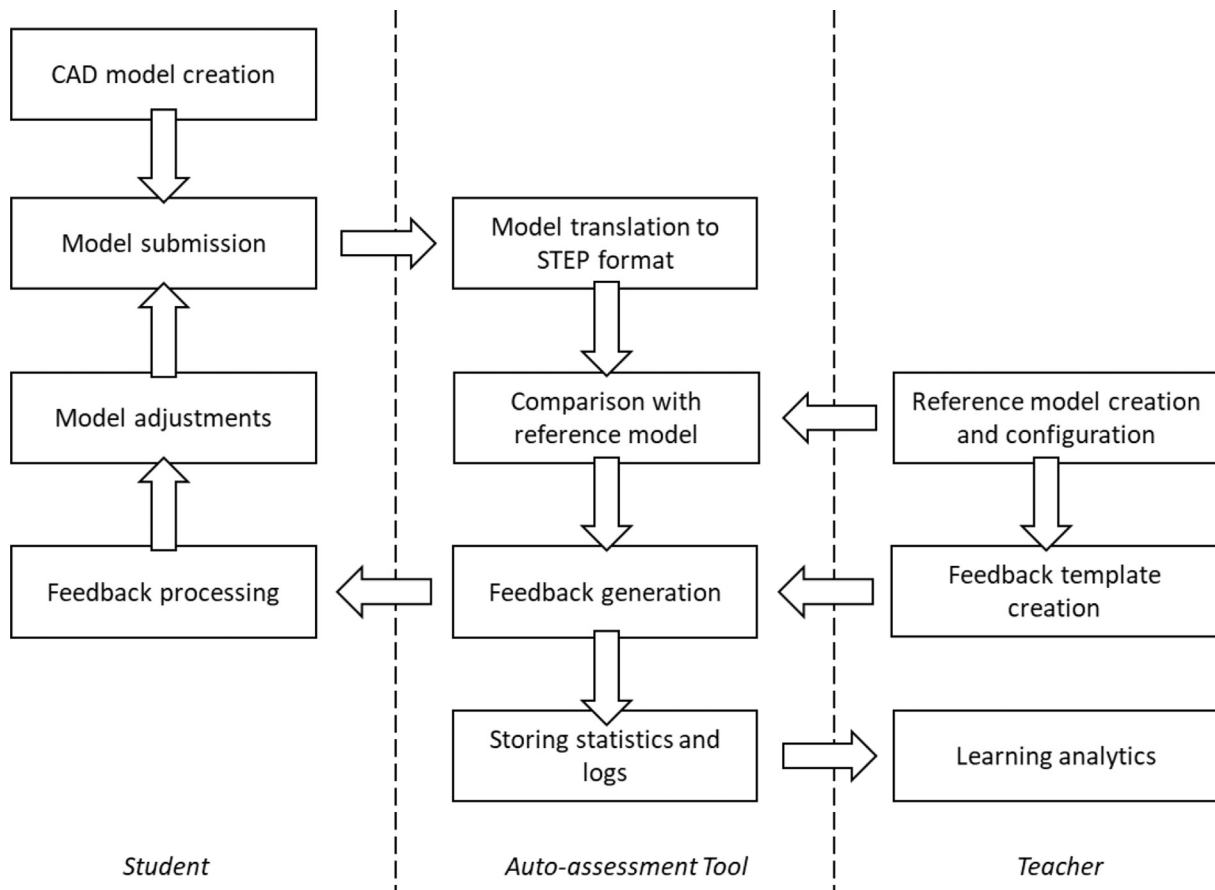 CAD model creation
Model submission
Model translation to
STEP format
Model adjustments
Comparison with
reference model
Reference model creation
and configuration
Feedback processing
Feedback generation
Feedback template
creation
Storing statistics and
logs
Learning analytics
Student
Auto-assessment Tool
Teacher